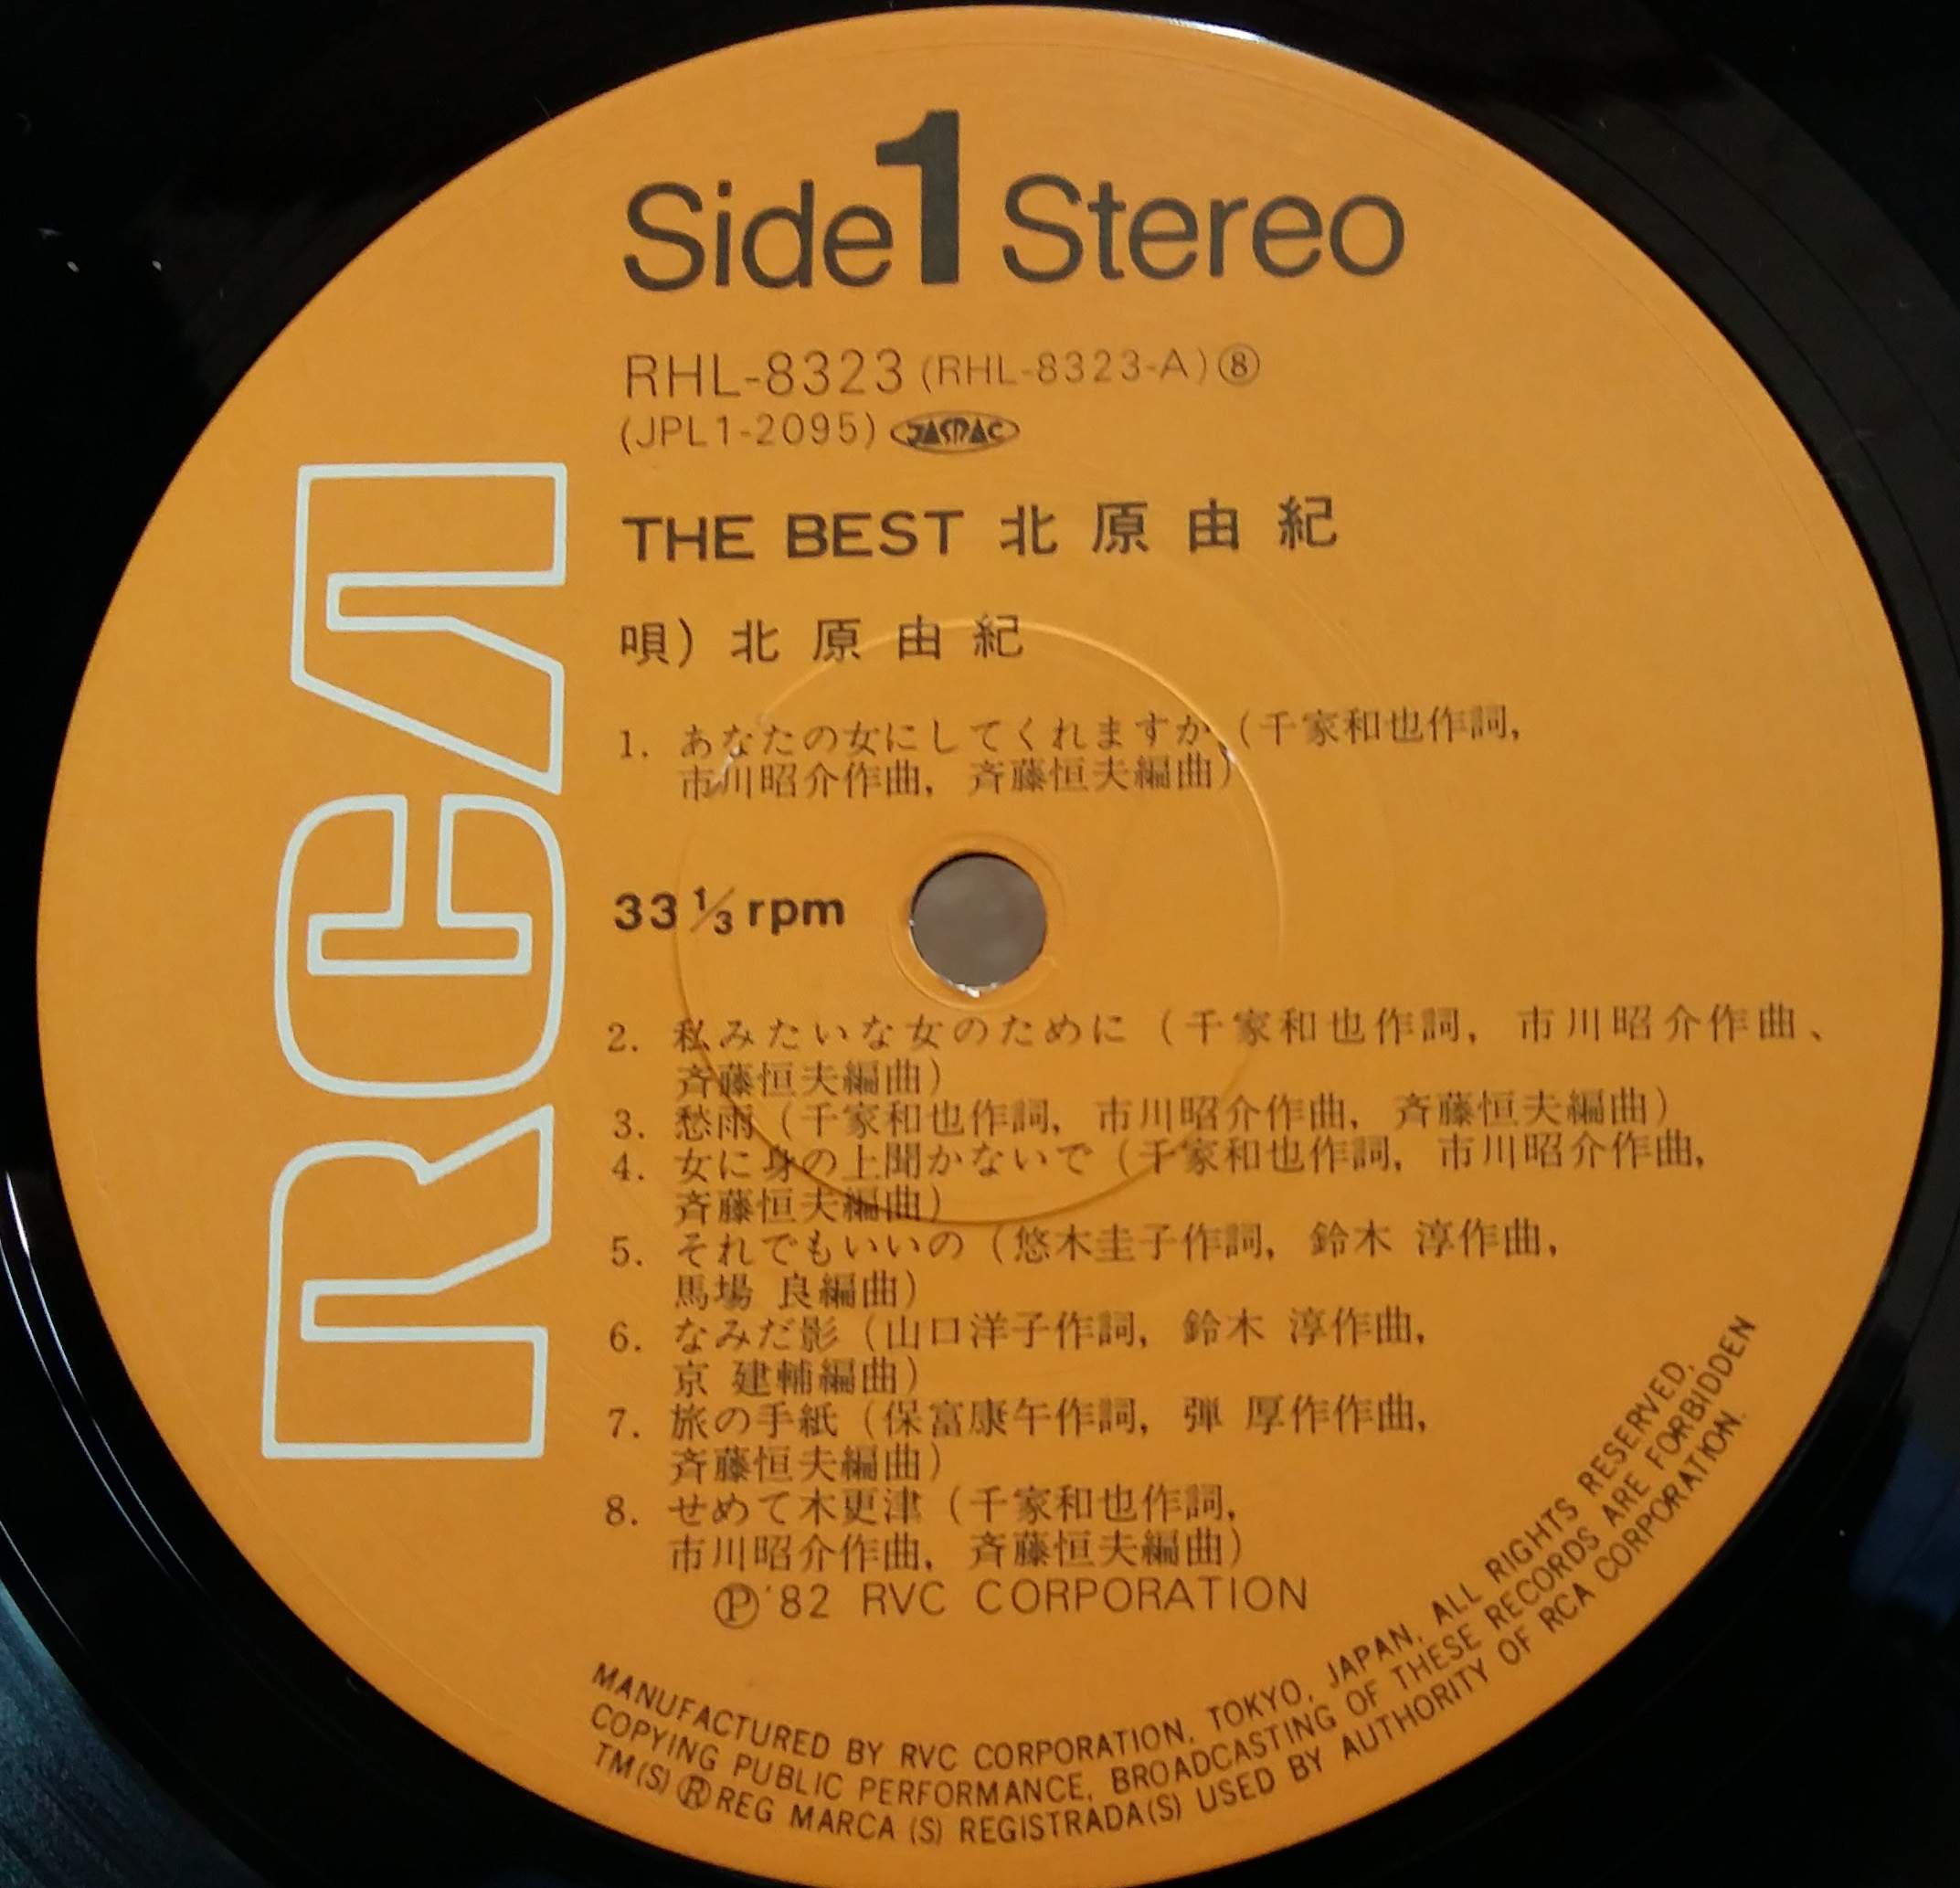 Side 1 Stereo
RHL-8323 (RHL-8323-A) ⑧
(JPL1-2095) JASRAC
THE BEST 北原由紀
唄) 北原由紀
1. あなたの女にしてくれますか (千家和也作詞,
市川昭介作曲, 斉藤恒夫編曲)
33 1/3 rpm
2. 私みたいな女のために (千家和也作詞, 市川昭介作曲、
斉藤恒夫編曲)
3. 愁雨 (千家和也作詞, 市川昭介作曲, 斉藤恒夫編曲)
4. 女に身の上聞かないで (千家和也作詞, 市川昭介作曲,
斉藤恒夫編曲)
5. それでもいいの (悠木圭子作詞, 鈴木 淳作曲,
馬場 良編曲)
6. なみだ影 (山口洋子作詞, 鈴木 淳作曲,
京 建輔編曲)
7. 旅の手紙 (保富康午作詞, 弾 厚作作曲,
斉藤恒夫編曲)
8. せめて木更津 (千家和也作詞,
市川昭介作曲, 斉藤恒夫編曲)
Ⓟ'82 RVC CORPORATION
RCA
MANUFACTURED BY RVC CORPORATION, TOKYO, JAPAN, ALL RIGHTS RESERVED,
COPYING PUBLIC PERFORMANCE, BROADCASTING OF THESE RECORDS ARE FORBIDDEN
TM(S) ® REG MARCA (S) REGISTRADA(S) USED BY AUTHORITY OF RCA CORPORATION.